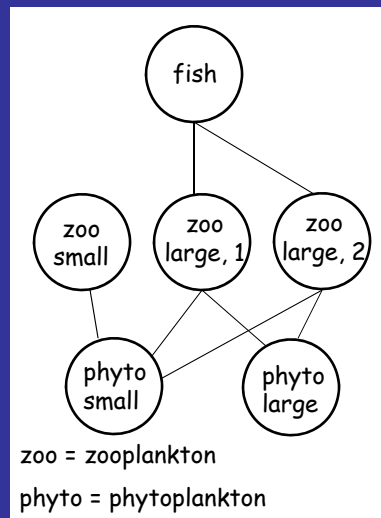 fish
zoo
small
zoo
large, 1
zoo
large, 2
phyto
small
phyto
large
zoo = zooplankton
phyto = phytoplankton